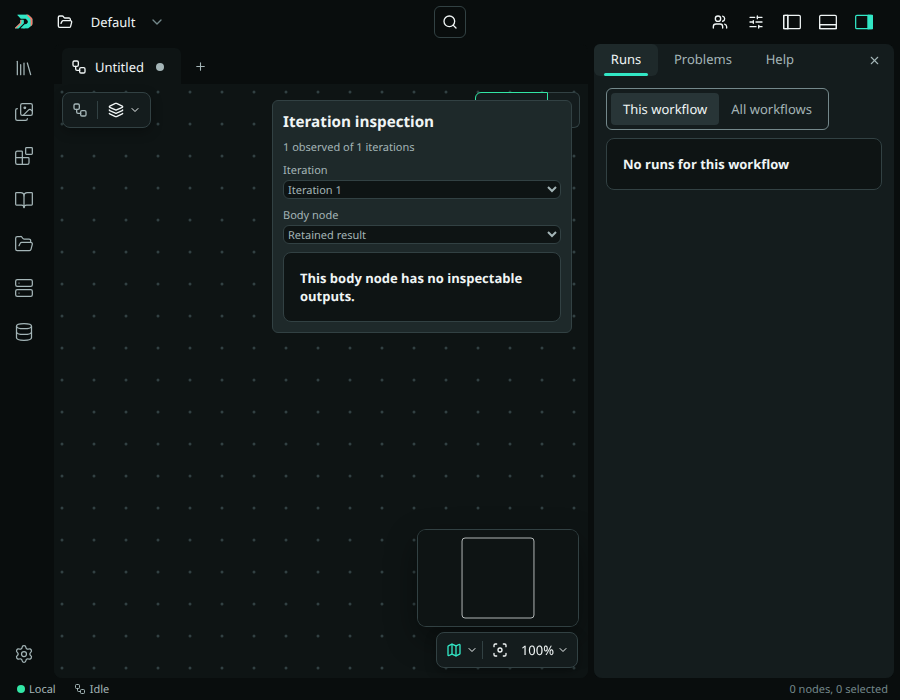 Default
Untitled
Iteration inspection
1 observed of 1 iterations
Iteration
Iteration 1
Body node
Retained result
This body node has no inspectable
outputs.
100%
Runs
Problems
Help
This workflow
All workflows
No runs for this workflow
Local
Idle
0 nodes, 0 selected